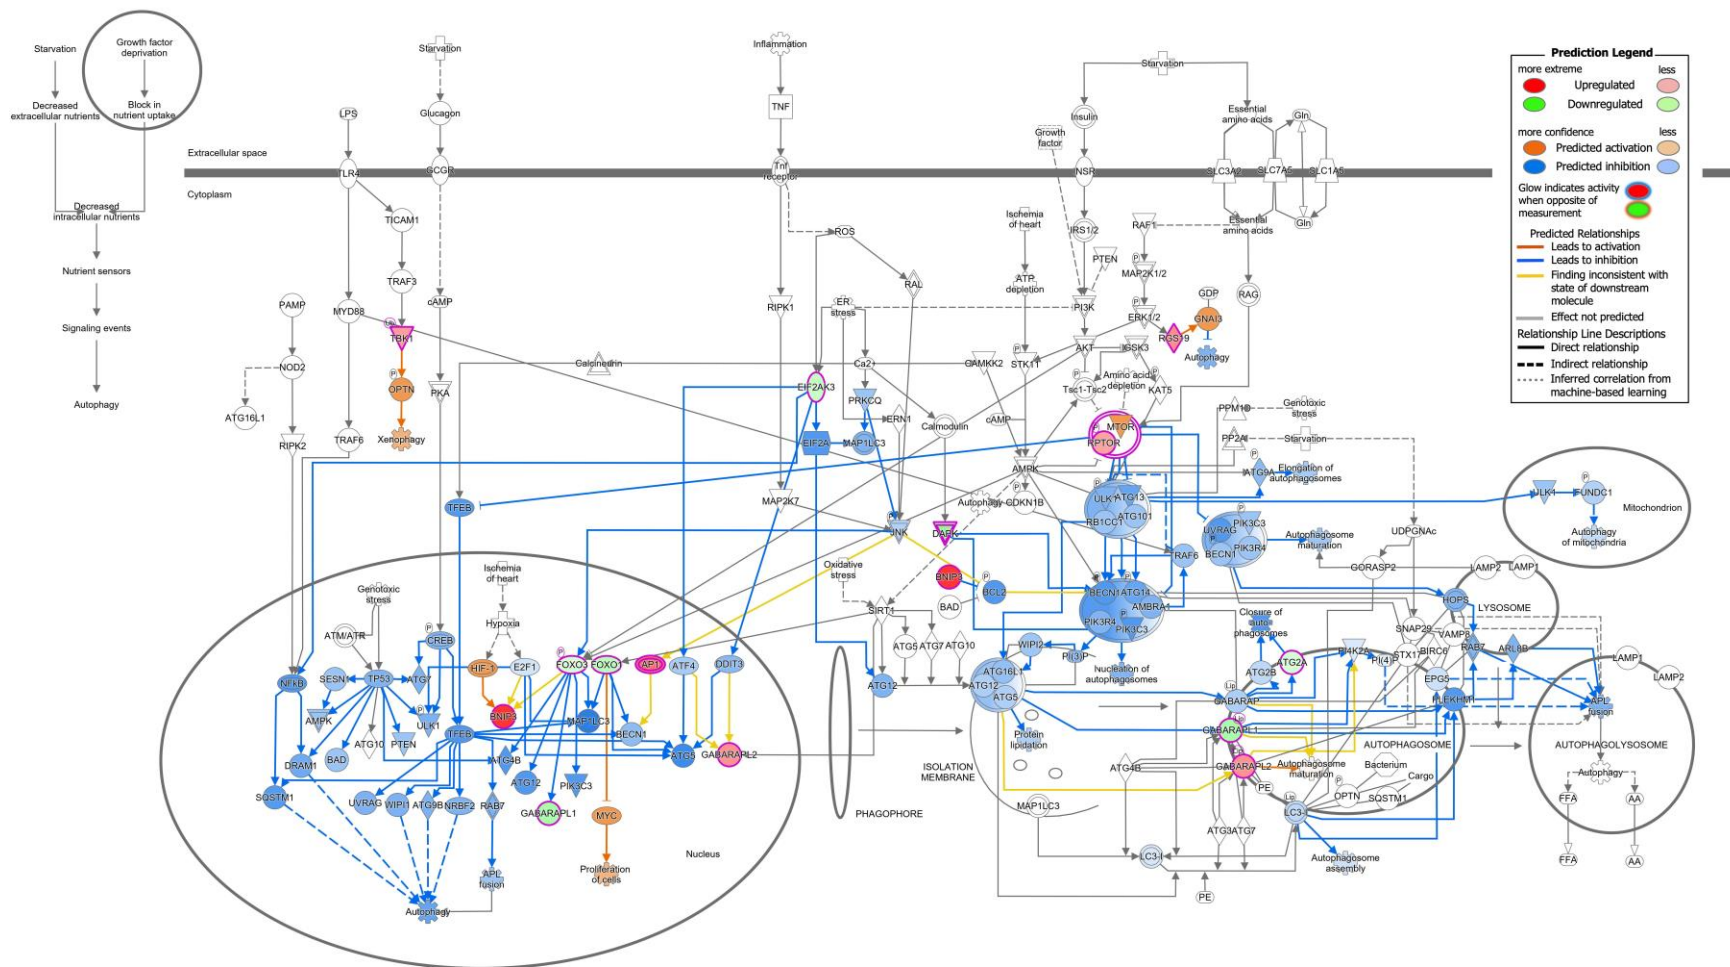 Starvation
Growth factor
deprivation
Decreased
extracellular nutrients
Block in
nutrient uptake
Decreased
intracellular nutrients
Nutrient sensors
Signaling events
Autophagy
Extracellular space
Cytoplasm
Starvation
Glucagon
GCGR
cAMP
PKA
LPS
TLR4
TICAM1
TRAF3
TBK1
OPTN
Xenophagy
MYD88
TRAF6
PAMP
NOD2
ATG16L1
RIPK2
Inflammation
TNF
Tnf
receptor
ROS
RAL
RIPK1
ER
stress
Ca2+
Calcineurin
EIF2AK3
PRKCQ
EIF2A
MAP1LC3
ERN1
Calmodulin
MAP2K7
JNK
DAPK
BNIP3
BCL2
BAD
Starvation
Insulin
INSR
IRS1/2
Growth
factor
Essential
amino acids
Gln
SLC3A2
SLC7A5
SLC1A5
Essential
amino acids
Gln
Ischemia
of heart
ATP
depletion
STK11
RAF1
MAP2K1/2
ERK1/2
PTEN
PI3K
AKT
GSK3
RAG
GDP
GNAI3
RGS19
Autophagy
CAMKK2
Tsc1-Tsc2
Amino acids
depletion
KAT5
cAMP
MTOR
RPTOR
AMPK
PPM1D
Genotoxic
stress
PP2A
Starvation
Autophagy
CDKN1B
ULK1
ATG13
RB1CC1
ATG101
ATG9A
Elongation of
autophagosomes
UVRAG
PIK3C3
BECN1
PIK3R4
Autophagosome
maturation
TRAF6
UDPGNAc
GORASP2
ULK1
FUNDC1
Mitochondrion
Autophagy
of mitochondria
TFEB
Oxidative
stress
SIRT1
ATG5
ATG7
ATG10
ATG12
BECN1
ATG14
AMBRA1
PIK3R4
PIK3C3
WIPI2
PI(3)P
Nucleation of
autophagosomes
ATG16L1
ATG12
ATG5
Protein
lipidation
Closure of
auto
phagosomes
ATG2A
ATG2B
PI4K2A
PI(4)P
GABARAP
GABARAPL1
GABARAPL2
Autophagosome
maturation
LAMP2
LAMP1
HOPS
LYSOSOME
SNAP29
VAMP8
STX17
BIRC6
RAB7
ARL8B
EPG5
PLEKHM1
APL
fusion
LAMP1
LAMP2
AUTOPHAGOSOME
Bacterium
Cargo
OPTN
SQSTM1
AUTOPHAGOLYSOSOME
Autophagy
FFA
AA
FFA
AA
ISOLATION
MEMBRANE
PHAGOPHORE
MAP1LC3
ATG4B
ATG3
ATG7
PE
LC3-I
LC3-
Autophagosome
assembly
PE
Genotoxic
stress
ATM/ATR
CREB
Ischemia
of heart
Hypoxia
HIF-1
E2F1
FOXO3
FOXO1
AP1
ATF4
DDIT3
NFkB
SESN1
TP53
ATG7
AMPK
ULK1
BNIP3
MAP1LC3
BECN1
ATG10
PTEN
BAD
DRAM1
TFEB
ATG4B
ATG5
GABARAPL2
SQSTM1
UVRAG
WIPI1
ATG9B
NRBF2
RAB7
ATG12
PIK3C3
GABARAPL1
MYC
Proliferation
of cells
APL
fusion
Autophagy
Nucleus
Prediction Legend
more extreme
less
Upregulated
Downregulated
more confidence
less
Predicted activation
Predicted inhibition
Glow indicates activity
when opposite of
measurement
Predicted Relationships
Leads to activation
Leads to inhibition
Finding inconsistent with
state of downstream
molecule
Effect not predicted
Relationship Line Descriptions
Direct relationship
Indirect relationship
Inferred correlation from
machine-based learning